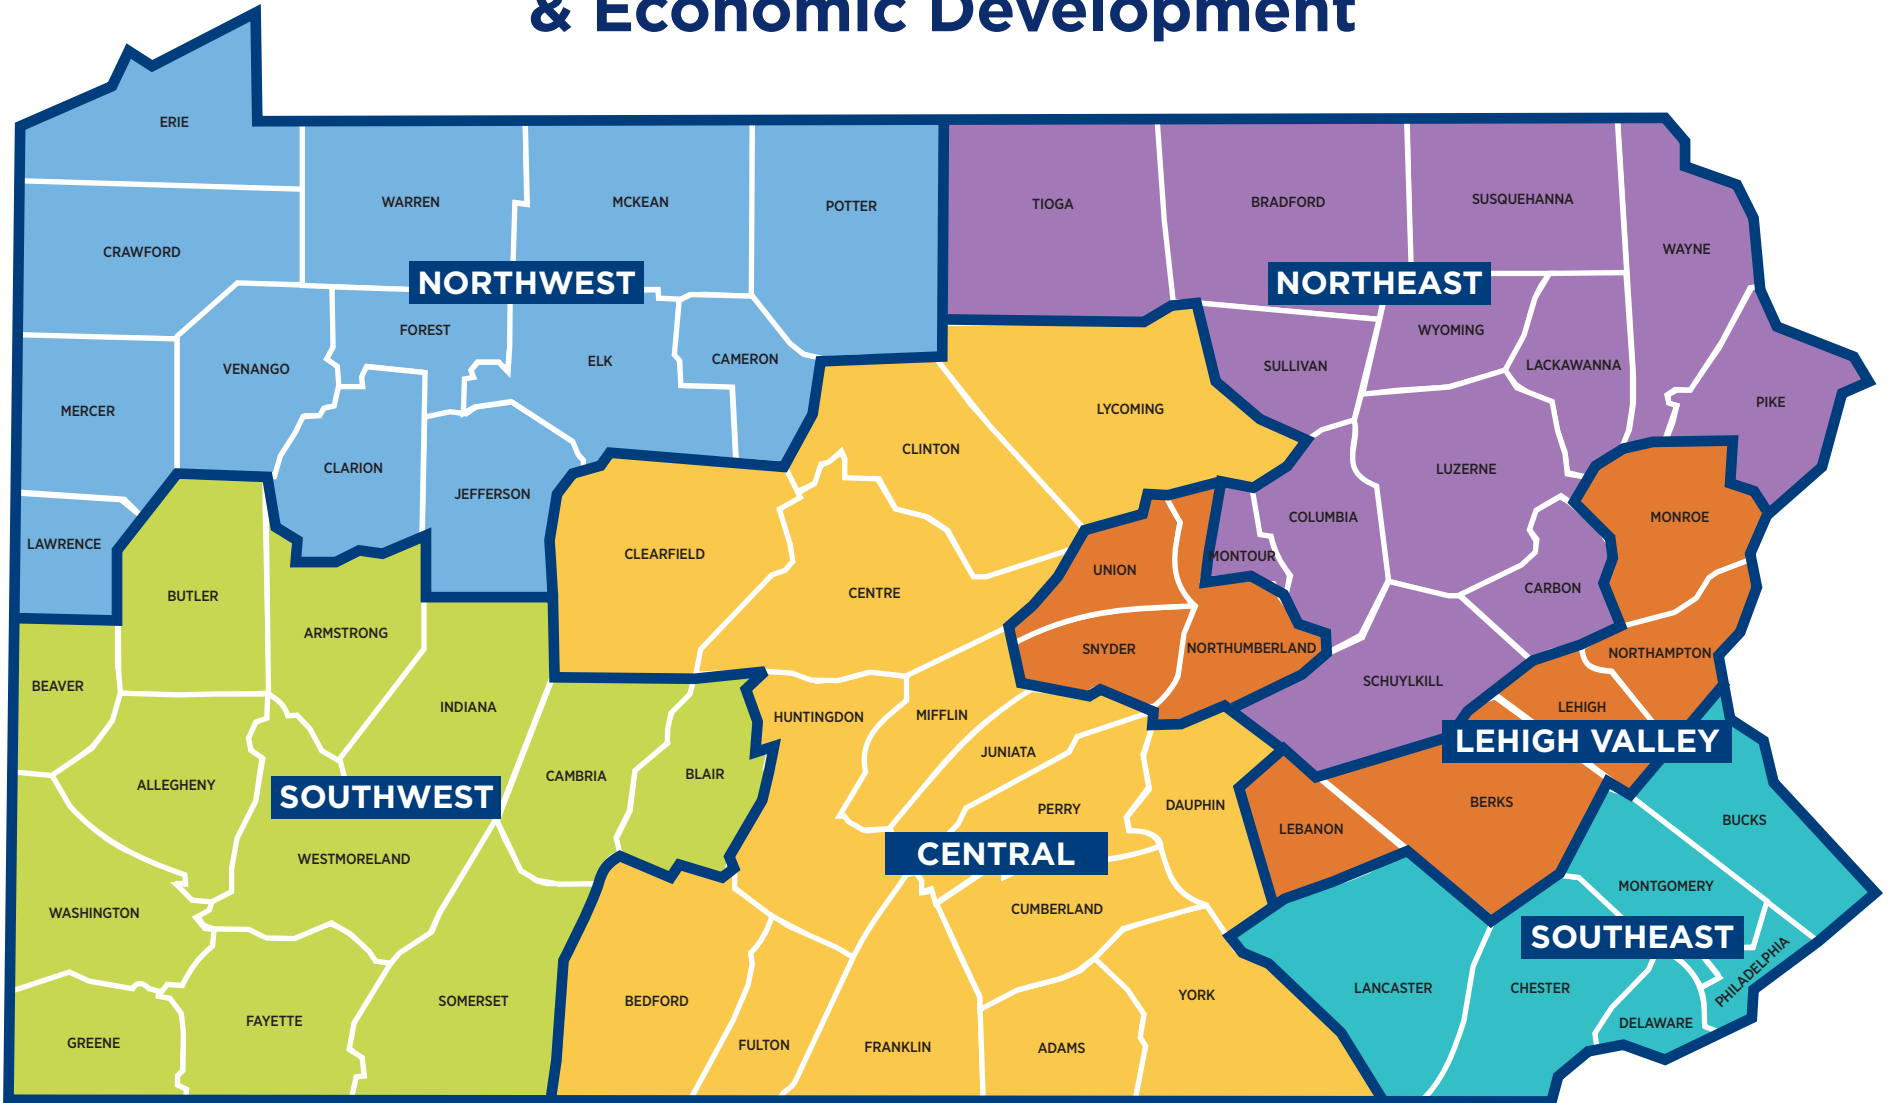 & Economic Development
ERIE
WARREN
MCKEAN
POTTER
TIOGA
BRADFORD
SUSQUEHANNA
WAYNE
CRAWFORD
NORTHWEST
NORTHEAST
FOREST
WYOMING
VENANGO
ELK
CAMERON
SULLIVAN
LACKAWANNA
MERCER
LYCOMING
PIKE
CLINTON
CLARION
LUZERNE
JEFFERSON
COLUMBIA
MONROE
LAWRENCE
CLEARFIELD
MONTOUR
UNION
BUTLER
CENTRE
CARBON
ARMSTRONG
SNYDER
NORTHUMBERLAND
NORTHAMPTON
BEAVER
SCHUYLKILL
INDIANA
HUNTINGDON
MIFFLIN
LEHIGH
LEHIGH VALLEY
JUNIATA
CAMBRIA
BLAIR
ALLEGHENY
SOUTHWEST
PERRY
DAUPHIN
BERKS
BUCKS
LEBANON
CENTRAL
WESTMORELAND
MONTGOMERY
WASHINGTON
CUMBERLAND
SOUTHEAST
PHILADELPHIA
LANCASTER
CHESTER
YORK
BEDFORD
SOMERSET
FAYETTE
DELAWARE
GREENE
FULTON
FRANKLIN
ADAMS